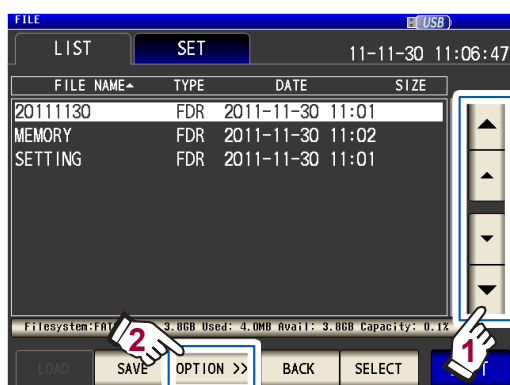 FILE USB
LIST SET 11-11-30 11:06:47
FILE NAME TYPE DATE SIZE
20111130 FDR 2011-11-30 11:01
MEMORY FDR 2011-11-30 11:02
SETTING FDR 2011-11-30 11:01
Filesystem:FAT 3.8GB Used: 4.0MB Avail: 3.8GB Capacity: 0.1%
2
1
LOAD SAVE OPTION >> BACK SELECT